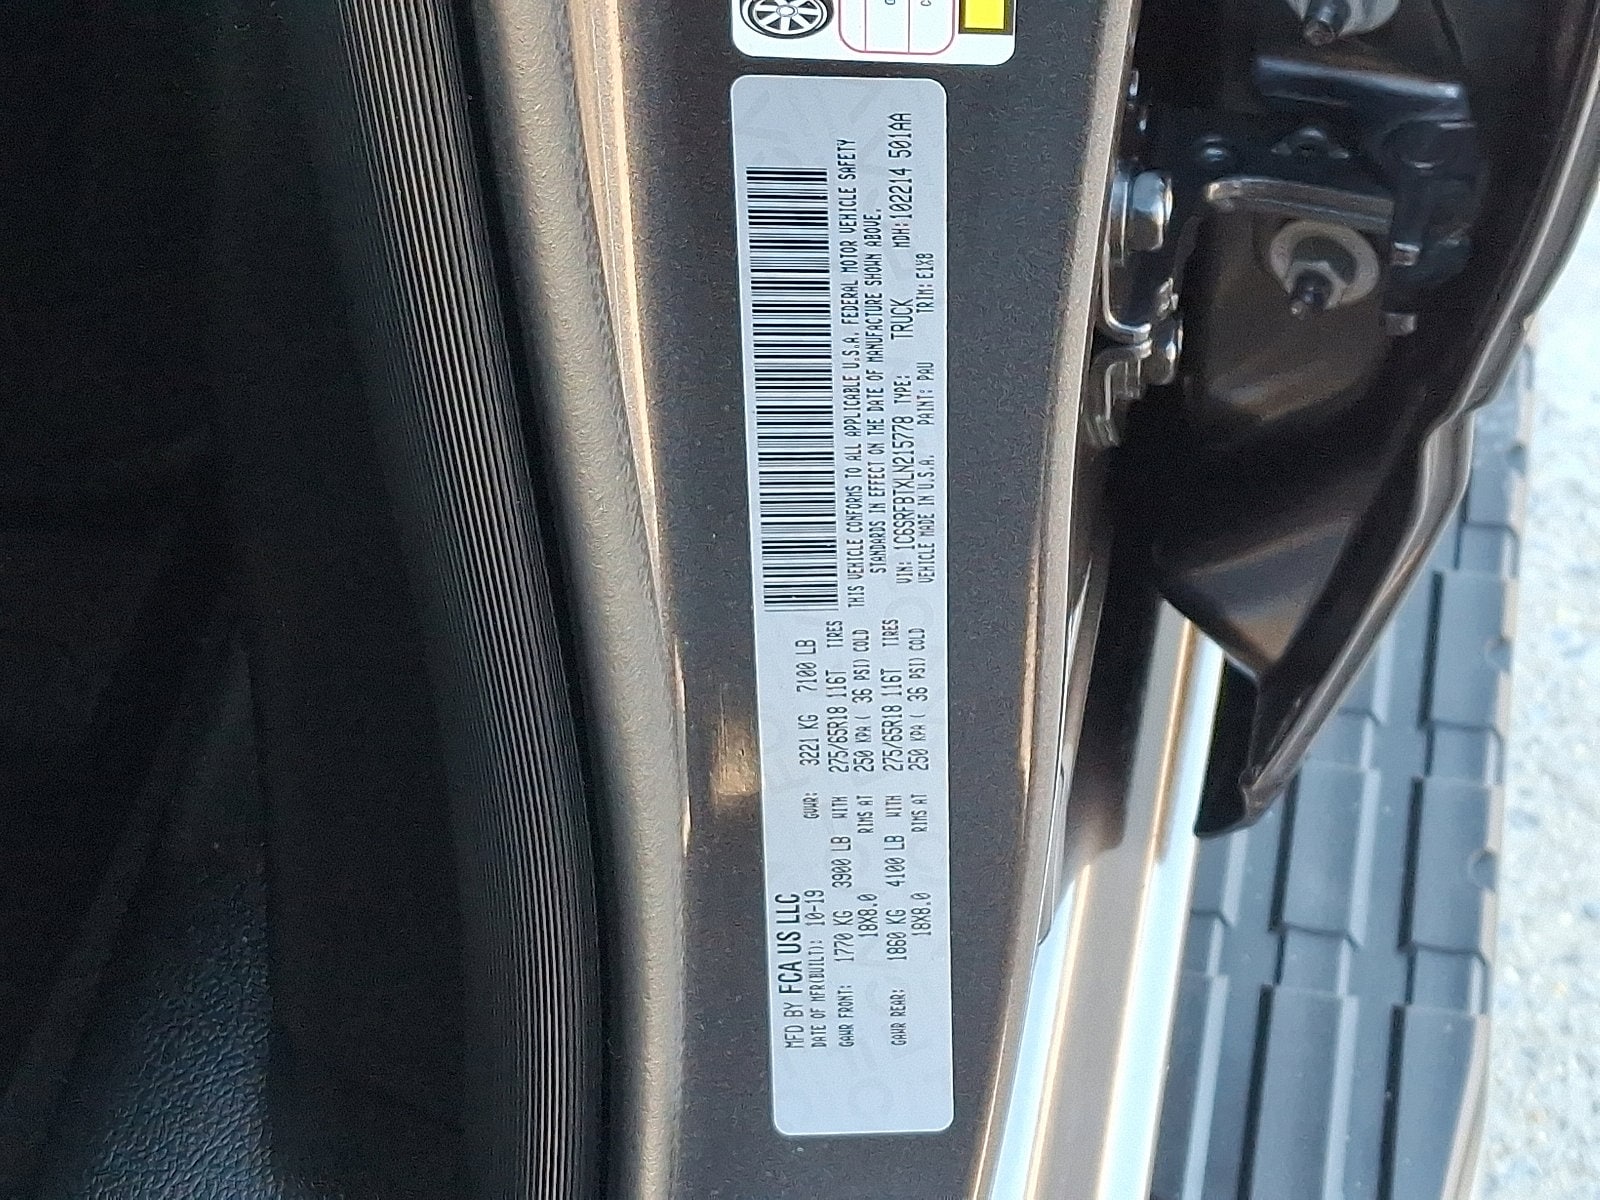 MFD BY FCA US LLC
DATE OF MFR(BUILT): 10-19 GVWR: 3221 KG 7100 LB
GAWR FRONT: 1770 KG 3900 LB WITH 275/65R18 116T TIRES
18X8.0 RIMS AT 250 KPA ( 36 PSI) COLD
GAWR REAR: 1860 KG 4100 LB WITH 275/65R18 116T TIRES
18X8.0 RIMS AT 250 KPA ( 36 PSI) COLD
THIS VEHICLE CONFORMS TO ALL APPLICABLE U.S.A. FEDERAL MOTOR VEHICLE SAFETY
STANDARDS IN EFFECT ON THE DATE OF MANUFACTURE SHOWN ABOVE.
VIN: 1C6SRFBTXLN215778 TYPE: TRUCK MDH: 102214 501AA
VEHICLE MADE IN U.S.A. PAINT: PAU TRIM: E1X8